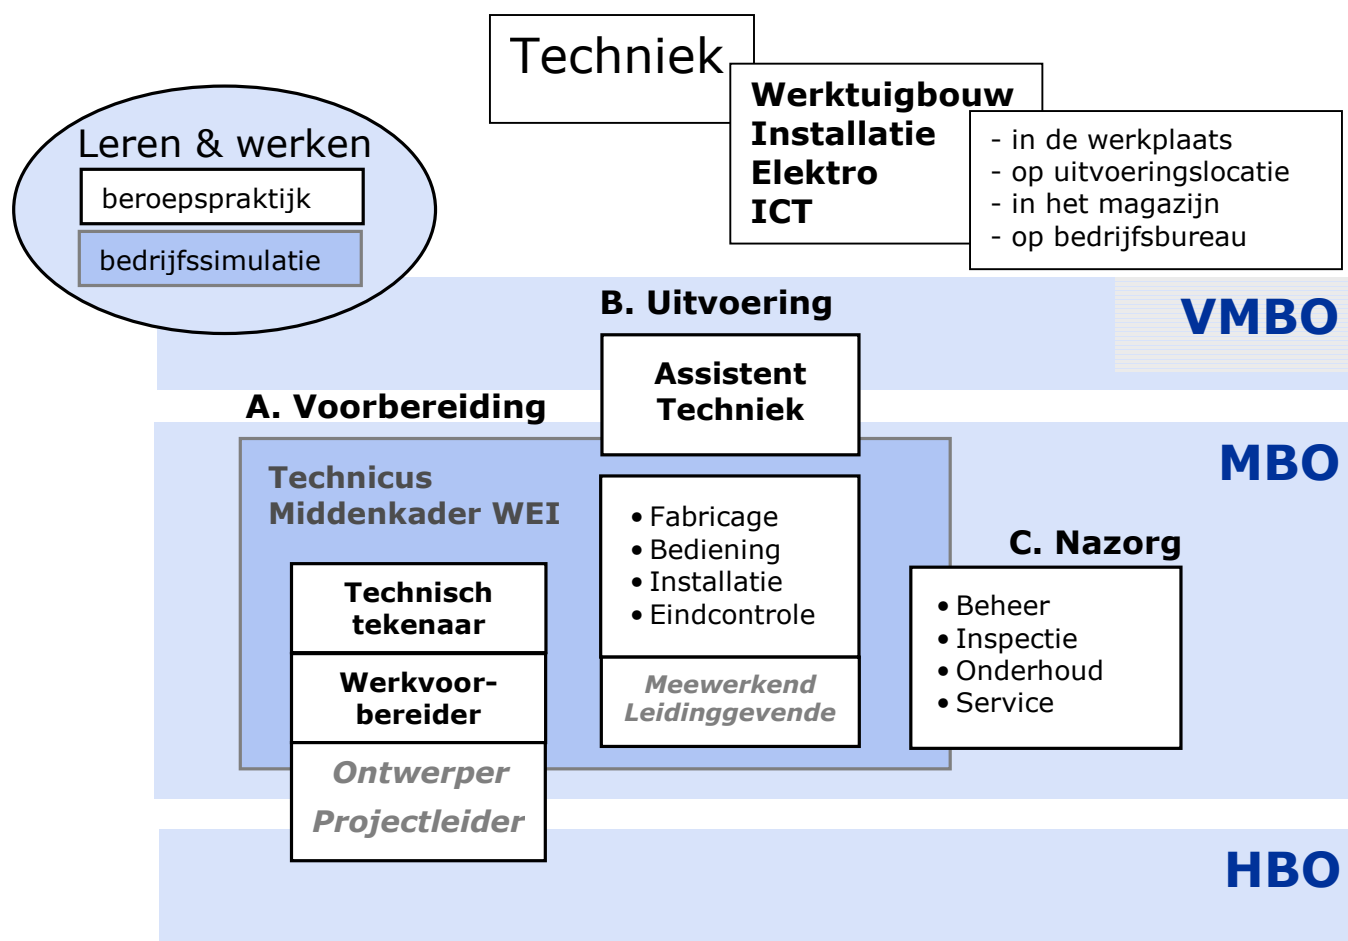 Techniek
Werktuigbouw
Installatie
Elektro
ICT
- in de werkplaats
- op uitvoeringslocatie
- in het magazijn
- op bedrijfsbureau
Leren & werken
beroepspraktijk
bedrijfssimulatie
VMBO
B. Uitvoering
Assistent
Techniek
A. Voorbereiding
MBO
Technicus
Middenkader WEI
Technisch
tekenaar
Werkvoor-
bereider
Ontwerper
Projectleider
• Fabricage
• Bediening
• Installatie
• Eindcontrole
Meewerkend
Leidinggevende
C. Nazorg
• Beheer
• Inspectie
• Onderhoud
• Service
HBO